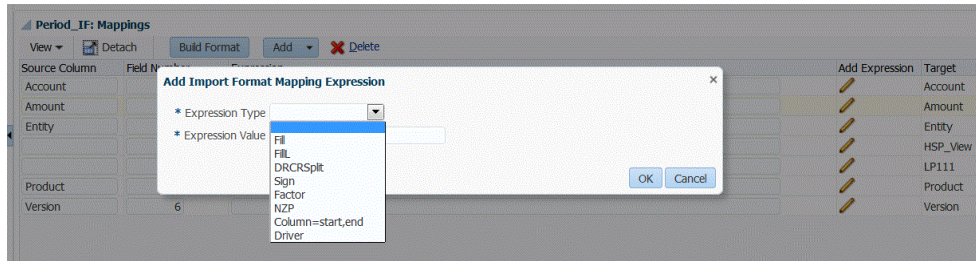 Period_IF: Mappings
View Detach Build Format Add Delete
Source Column Field Number Expression Add Expression Target
Account Account
Amount Amount
Entity Entity
HSP_View
LP111
Product Product
Version 6 Version
Add Import Format Mapping Expression ×
* Expression Type
* Expression Value
Fill
FillL
DRCRSplit
Sign
Factor
NZP
Column=start,end
Driver
OK Cancel